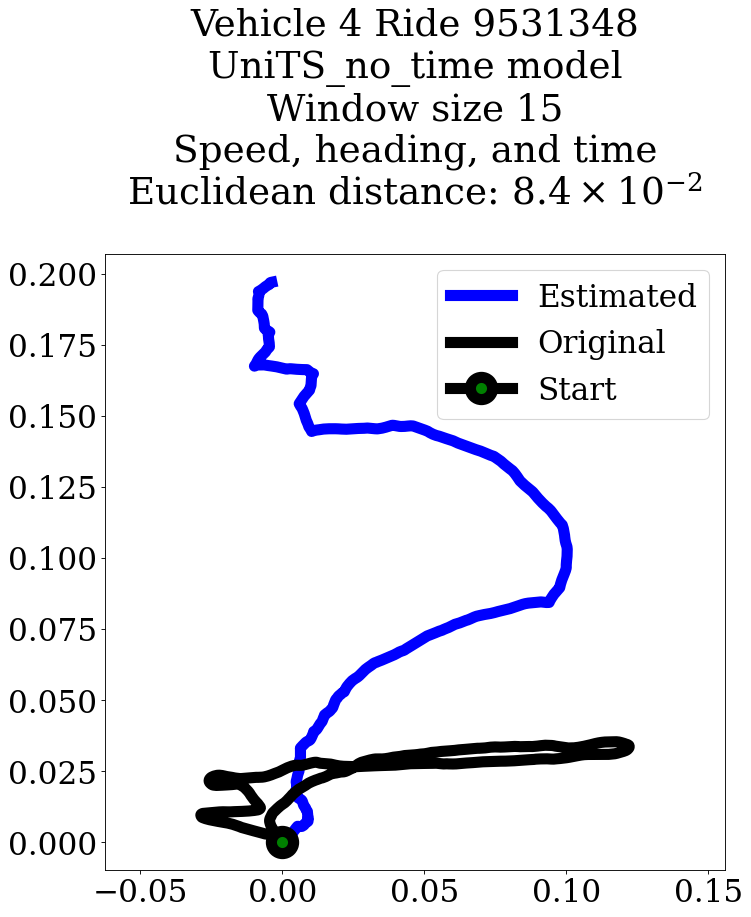 Vehicle 4 Ride 9531348
UniTS_no_time model
Window size 15
Speed, heading, and time
Euclidean distance: $8.4 \times 10^{-2}$
0.200
0.175
0.150
0.125
0.100
0.075
0.050
0.025
0.000
Estimated
Original
Start
−0.05 0.00 0.05 0.10 0.15